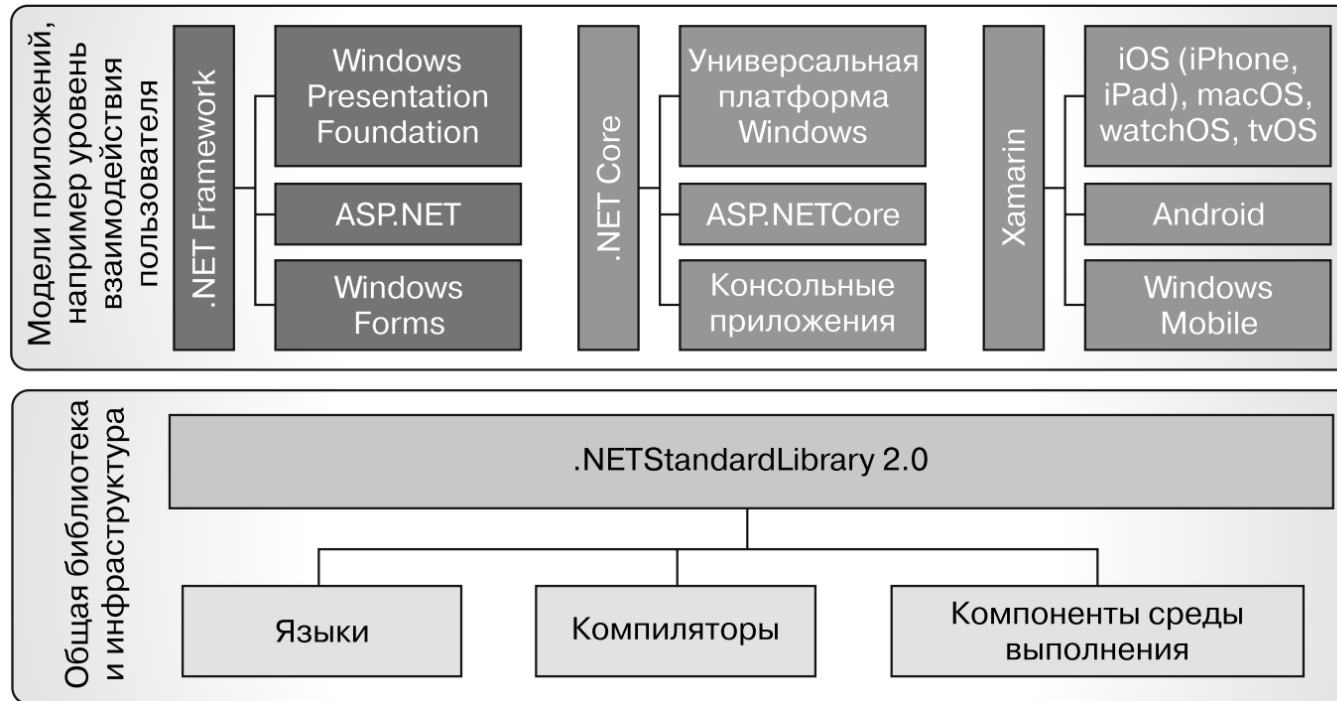 Модели приложений,
например уровень
взаимодействия
пользователя
.NET Framework
Windows
Presentation
Foundation
ASP.NET
Windows
Forms
.NET Core
Универсальная
платформа
Windows
ASP.NETCore
Консольные
приложения
Xamarin
iOS (iPhone,
iPad), macOS,
watchOS, tvOS
Android
Windows
Mobile
Общая библиотека
и инфраструктура
.NETStandardLibrary 2.0
Языки
Компиляторы
Компоненты среды
выполнения